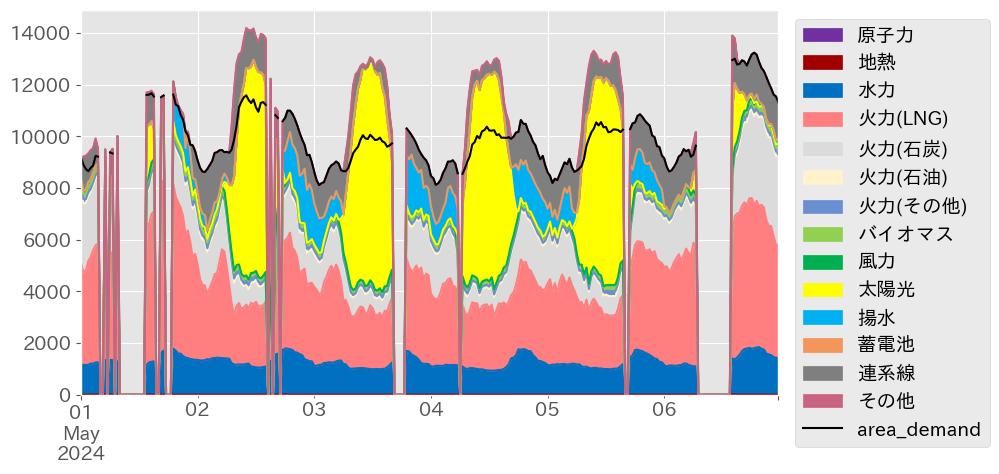 14000
12000
10000
8000
6000
4000
2000
0
01
May
2024
02
03
04
05
06
原子力
地熱
水力
火力(LNG)
火力(石炭)
火力(石油)
火力(その他)
バイオマス
風力
太陽光
揚水
蓄電池
連系線
その他
area_demand